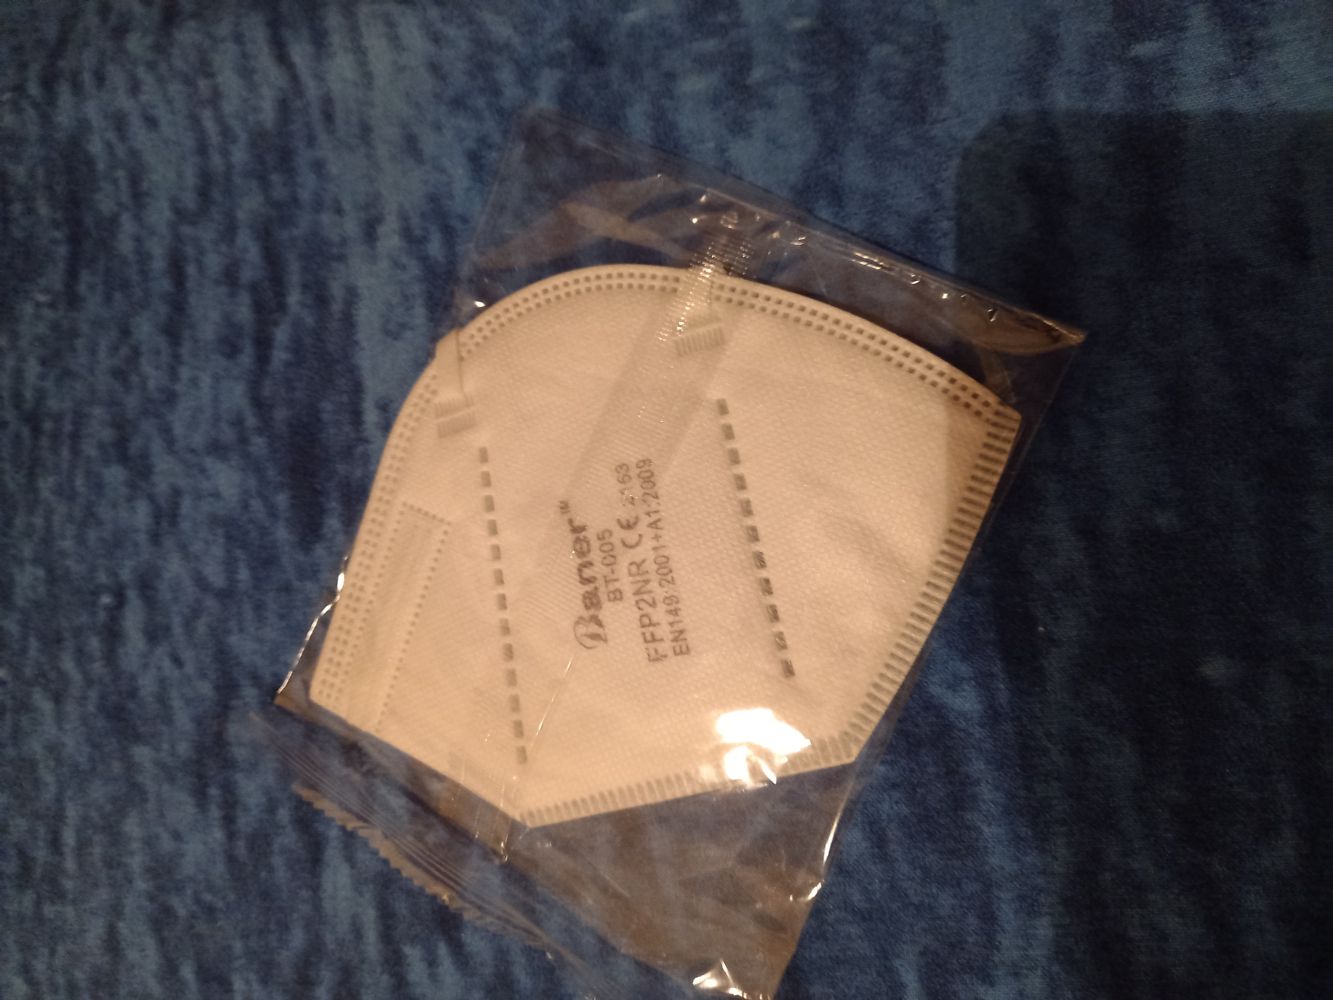 Baner™
BT-005
FFP2NR CE 2163
EN149:2001+A1:2009